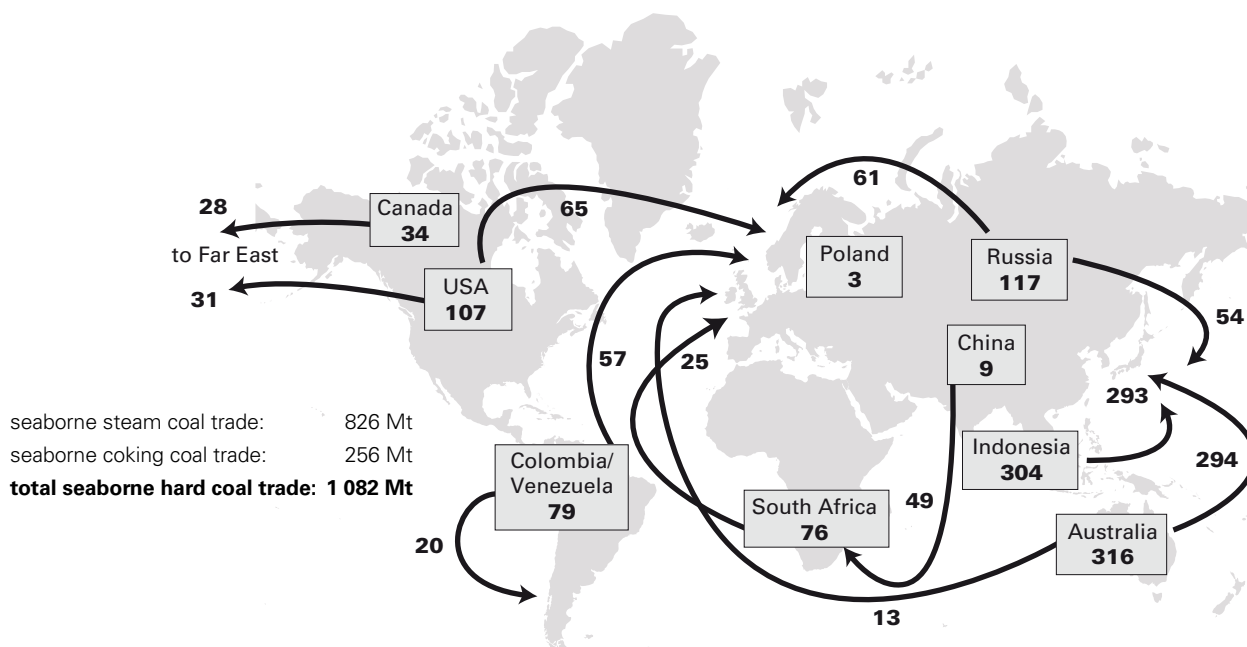 61
28
Canada
34
65
to Far East
Poland
3
Russia
117
31
USA
107
54
China
9
57
25
293
seaborne steam coal trade: 826 Mt
seaborne coking coal trade: 256 Mt
total seaborne hard coal trade: 1 082 Mt
Colombia/
Venezuela
79
Indonesia
304
294
South Africa
76
49
Australia
316
20
13